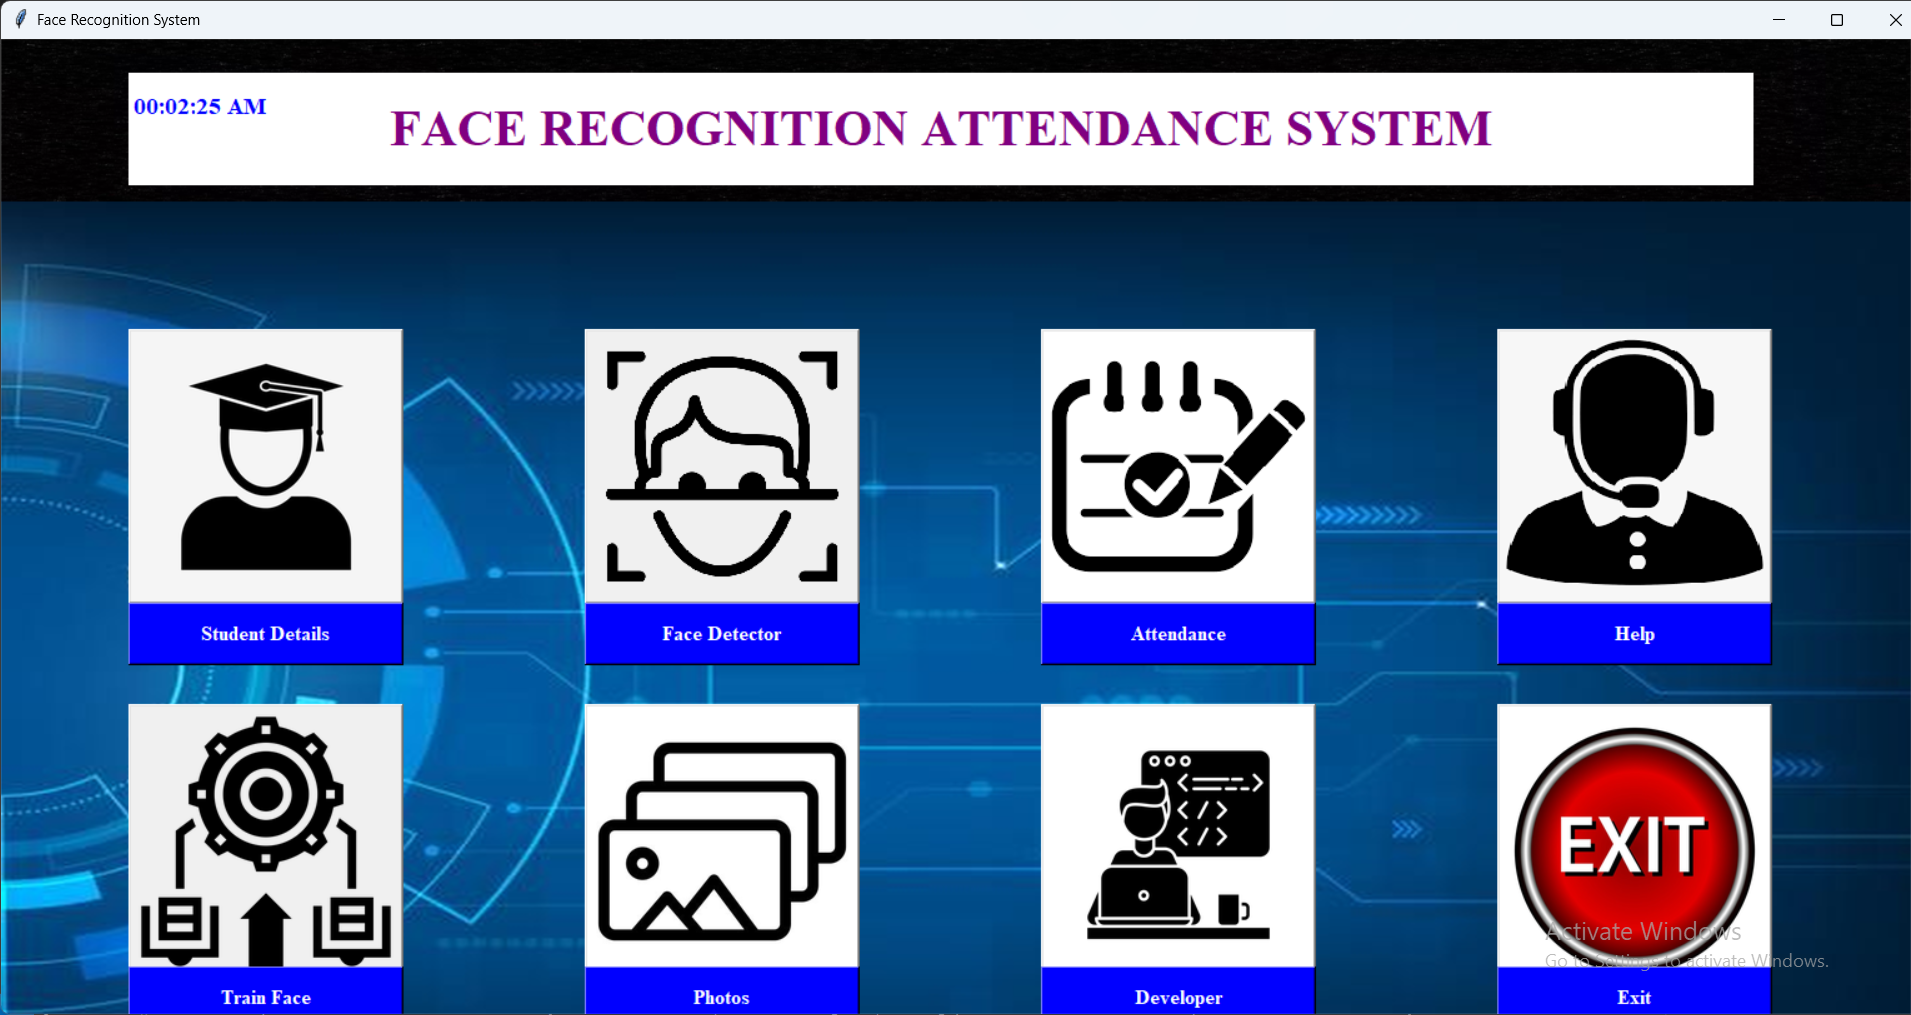 Face Recognition System
00:02:25 AM
FACE RECOGNITION ATTENDANCE SYSTEM
Student Details
Face Detector
Attendance
Help
EXIT
Activate Windows
Go to Settings to activate Windows.
Train Face
Photos
Developer
Exit